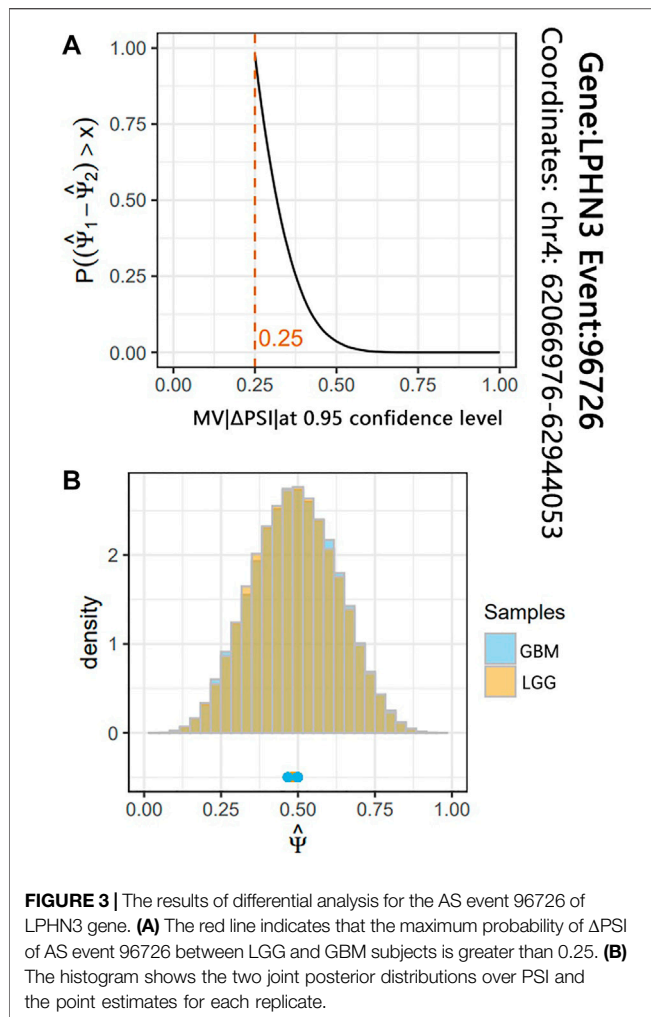 A
1.00
0.75
0.50
0.25
0.00
P((Ψ̂₁ − Ψ̂₂) > x)
0.25
0.00 0.25 0.50 0.75 1.00
MV|ΔPSI|at 0.95 confidence level
Gene:LPHN3 Event:96726
Coordinates: chr4: 62066976-62944053
B
2
1
0
density
0.00 0.25 0.50 0.75 1.00
Ψ̂
Samples
GBM
LGG
FIGURE 3 | The results of differential analysis for the AS event 96726 of
LPHN3 gene. (A) The red line indicates that the maximum probability of ΔPSI
of AS event 96726 between LGG and GBM subjects is greater than 0.25. (B)
The histogram shows the two joint posterior distributions over PSI and
the point estimates for each replicate.